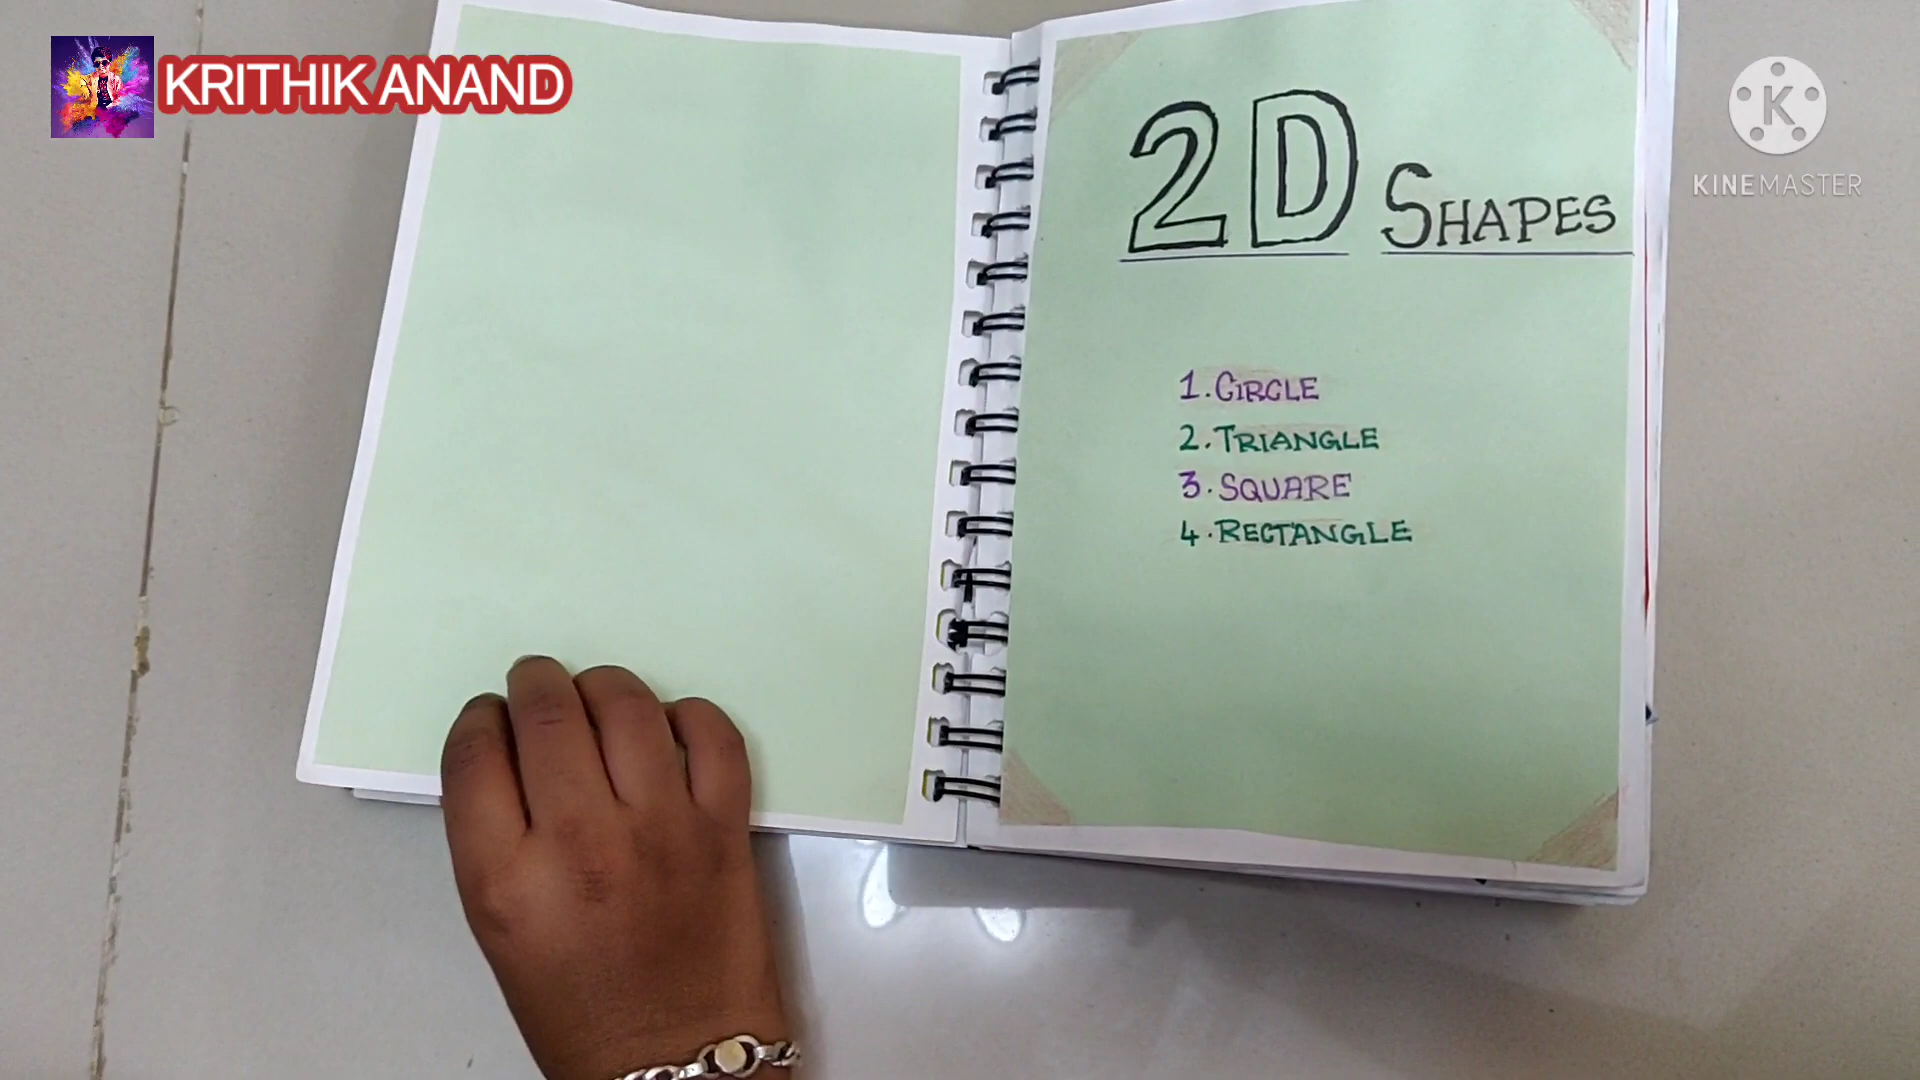 KRITHIK ANAND
K
KINEMASTER
2D SHAPES
1. CIRCLE
2. TRIANGLE
3. SQUARE
4. RECTANGLE